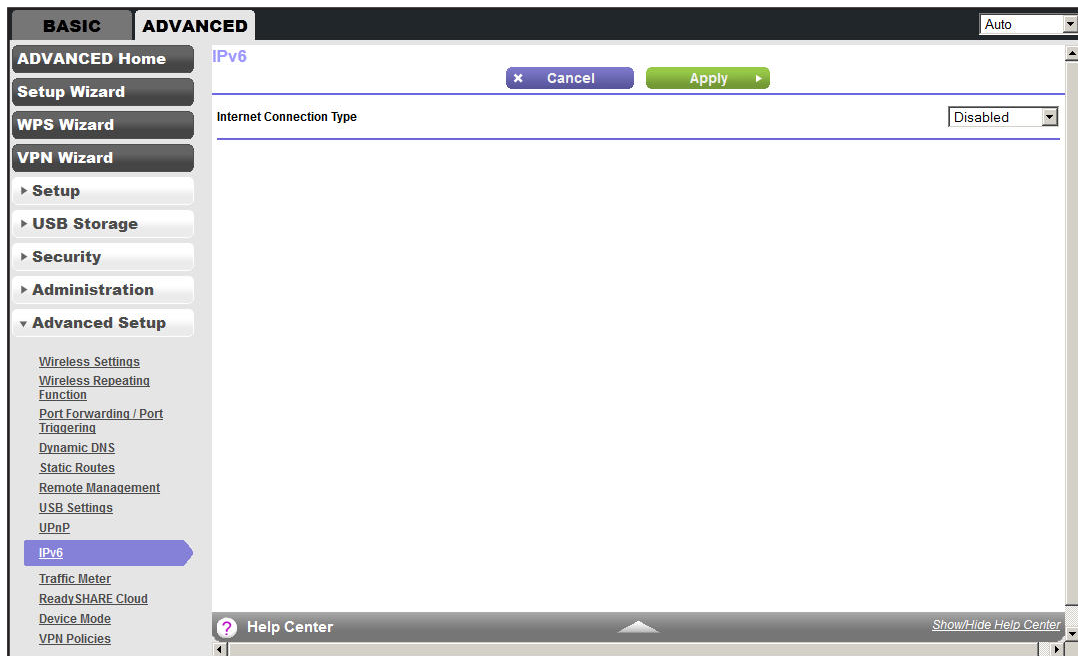 BASIC
ADVANCED
Auto
ADVANCED Home
Setup Wizard
WPS Wizard
VPN Wizard
Setup
USB Storage
Security
Administration
Advanced Setup
Wireless Settings
Wireless Repeating
Function
Port Forwarding / Port
Triggering
Dynamic DNS
Static Routes
Remote Management
USB Settings
UPnP
IPv6
Traffic Meter
ReadySHARE Cloud
Device Mode
VPN Policies
IPv6
Cancel
Apply
Internet Connection Type
Disabled
? Help Center
Show/Hide Help Center